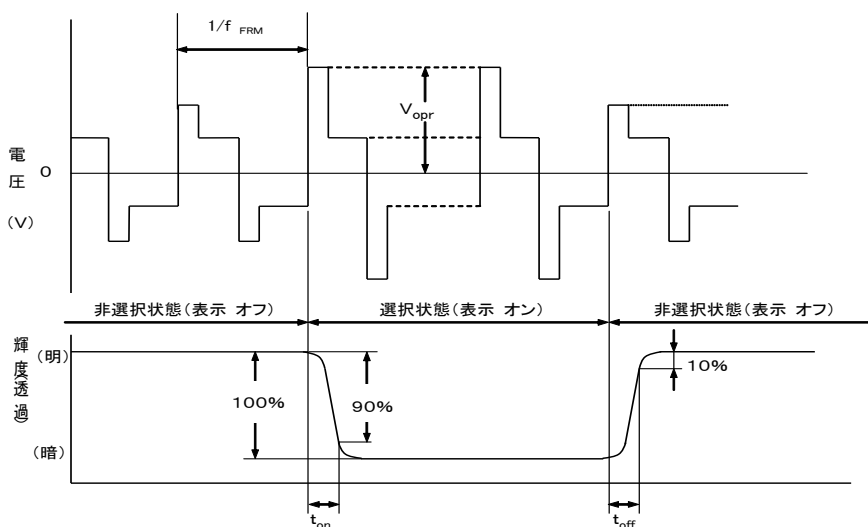 1/f FRM
Vopr
電圧
0
(V)
非選択状態(表示 オフ)
選択状態(表示 オン)
非選択状態(表示 オフ)
輝度(透過)
(明)
100%
90%
10%
(暗)
ton
toff